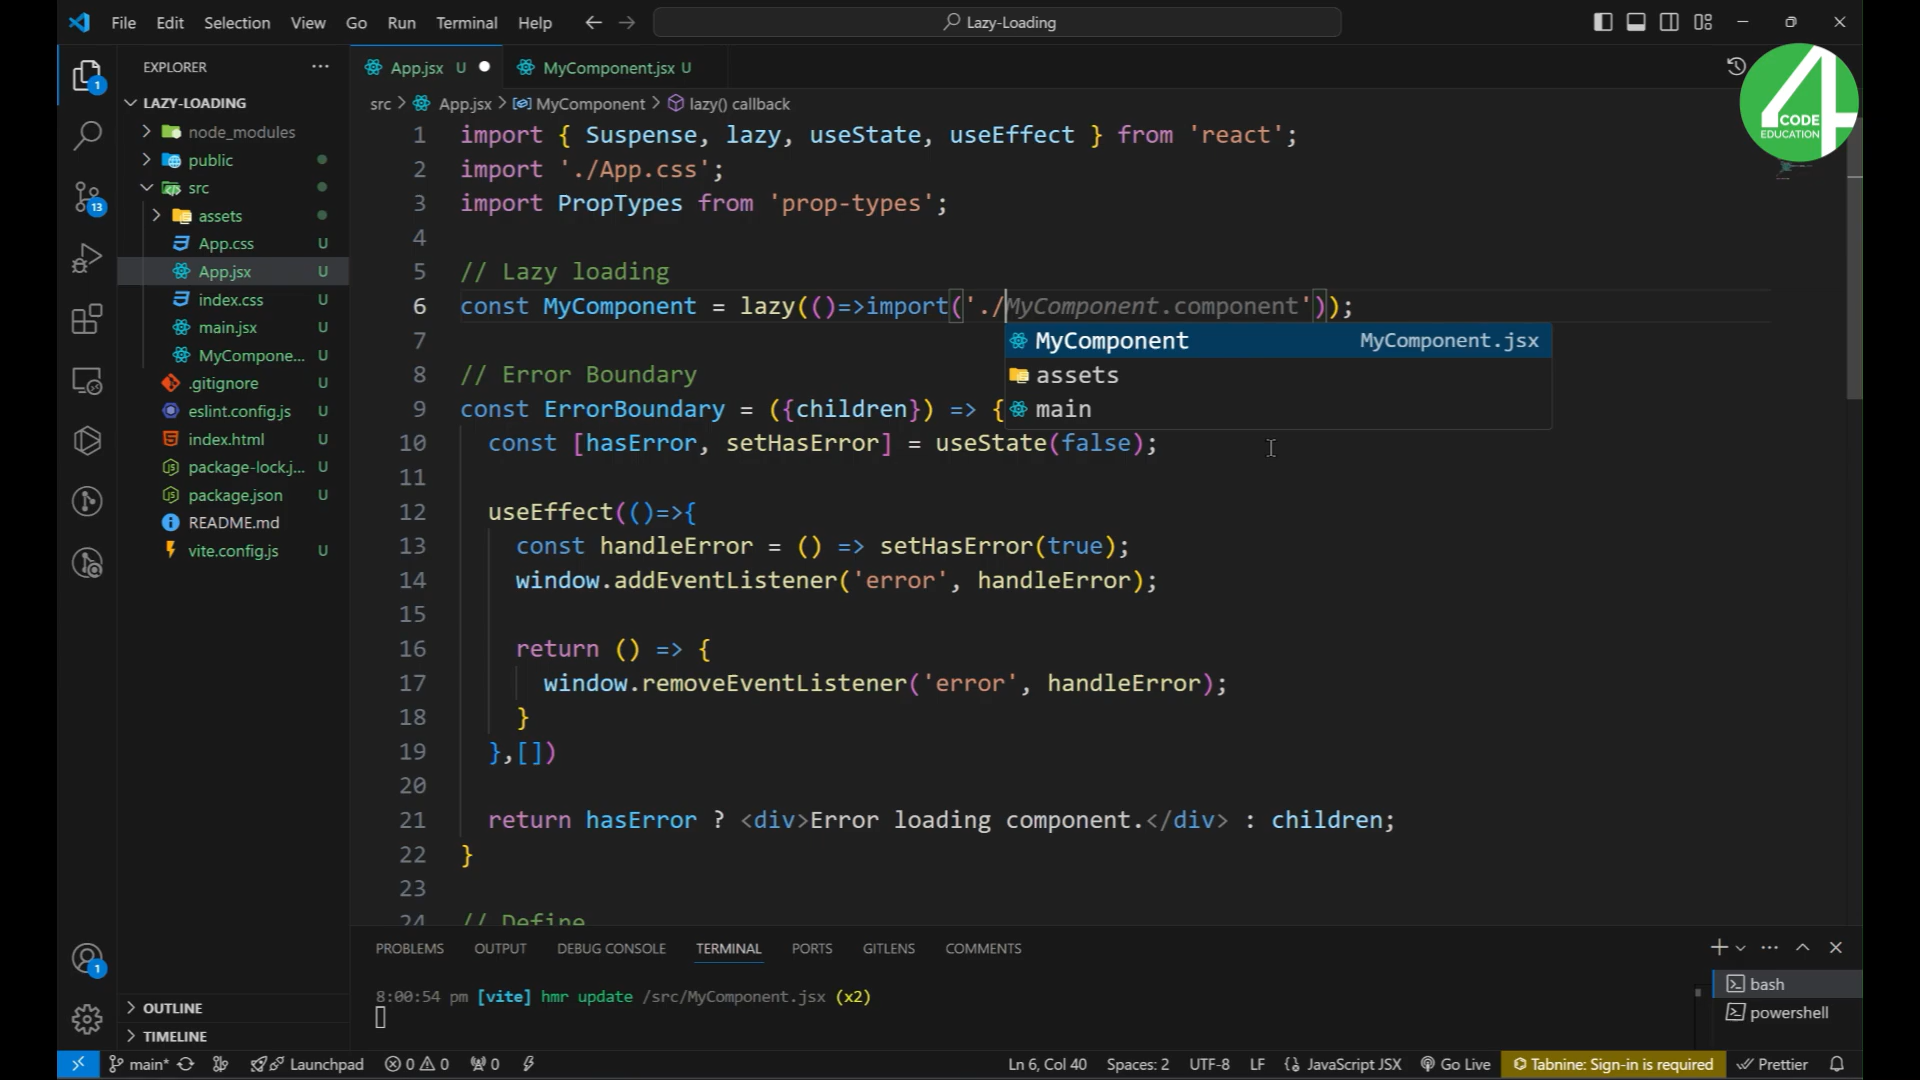 File Edit Selection View Go Run Terminal Help
Lazy-Loading
CODE
4
EDUCATION
EXPLORER
LAZY-LOADING
node_modules
public
src
assets
App.css U
App.jsx U
index.css U
main.jsx U
MyCompone... U
.gitignore U
eslint.config.js U
index.html U
package-lock.j... U
package.json U
README.md
vite.config.js U
OUTLINE
TIMELINE
1
13
1
App.jsx U
MyComponent.jsx U
src > App.jsx > MyComponent > lazy() callback
1 import { Suspense, lazy, useState, useEffect } from 'react';
2 import './App.css';
3 import PropTypes from 'prop-types';
4
5 // Lazy loading
6 const MyComponent = lazy(()=>import('./MyComponent.component'));
7
MyComponent MyComponent.jsx
assets
main
8 // Error Boundary
9 const ErrorBoundary = ({children}) => {
10 const [hasError, setHasError] = useState(false);
11
12 useEffect(()=>{
13 const handleError = () => setHasError(true);
14 window.addEventListener('error', handleError);
15
16 return () => {
17 window.removeEventListener('error', handleError);
18 }
19 },[])
20
21 return hasError ? <div>Error loading component.</div> : children;
22 }
23
24 // Define
PROBLEMS OUTPUT DEBUG CONSOLE TERMINAL PORTS GITLENS COMMENTS
8:00:54 pm [vite] hmr update /src/MyComponent.jsx (x2)
bash
powershell
main* Launchpad 0 0 0 Ln 6, Col 40 Spaces: 2 UTF-8 LF JavaScript JSX Go Live Tabnine: Sign-in is required Prettier